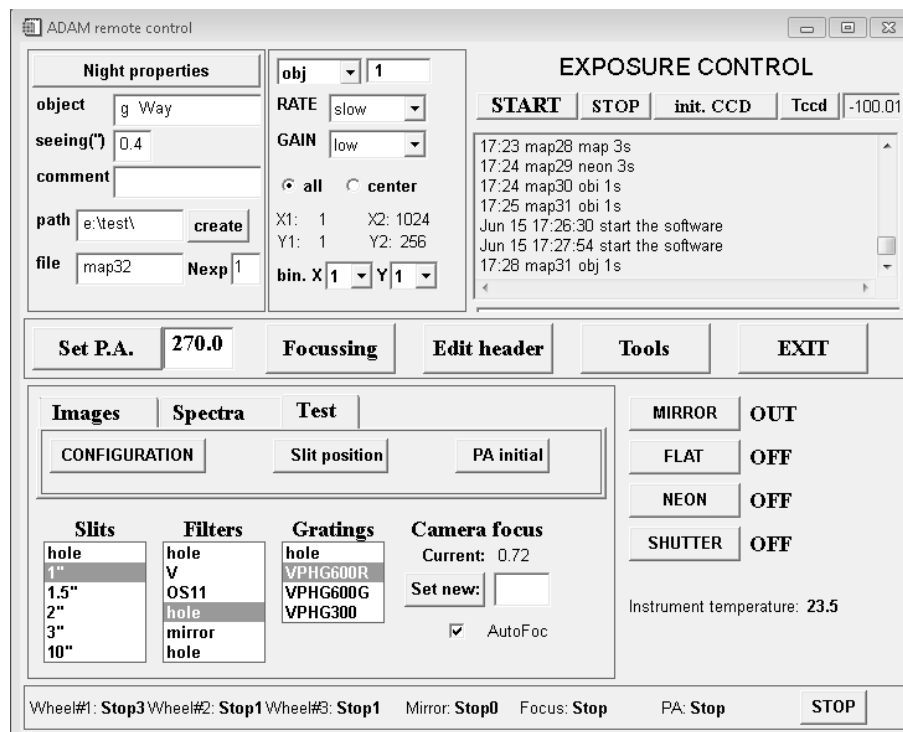 ADAM remote control
Night properties
object g Way
seeing(") 0.4
comment
path e:\test\ create
file map32 Nexp 1
obj 1
RATE slow
GAIN low
all center
X1: 1 X2: 1024
Y1: 1 Y2: 256
bin. X 1 Y 1
EXPOSURE CONTROL
START STOP init. CCD Tccd -100.01
17:23 map28 map 3s
17:24 map29 neon 3s
17:24 map30 obi 1s
17:25 map31 obi 1s
Jun 15 17:26:30 start the software
Jun 15 17:27:54 start the software
17:28 map31 obj 1s
Set P.A. 270.0 Focussing Edit header Tools EXIT
Images Spectra Test
CONFIGURATION Slit position PA initial
Slits
hole
1"
1.5"
2"
3"
10"
Filters
hole
V
OS11
hole
mirror
hole
Gratings
hole
VPHG600R
VPHG600G
VPHG300
Camera focus
Current: 0.72
Set new:
AutoFoc
MIRROR OUT
FLAT OFF
NEON OFF
SHUTTER OFF
Instrument temperature: 23.5
Wheel#1: Stop3 Wheel#2: Stop1 Wheel#3: Stop1 Mirror: Stop0 Focus: Stop PA: Stop STOP